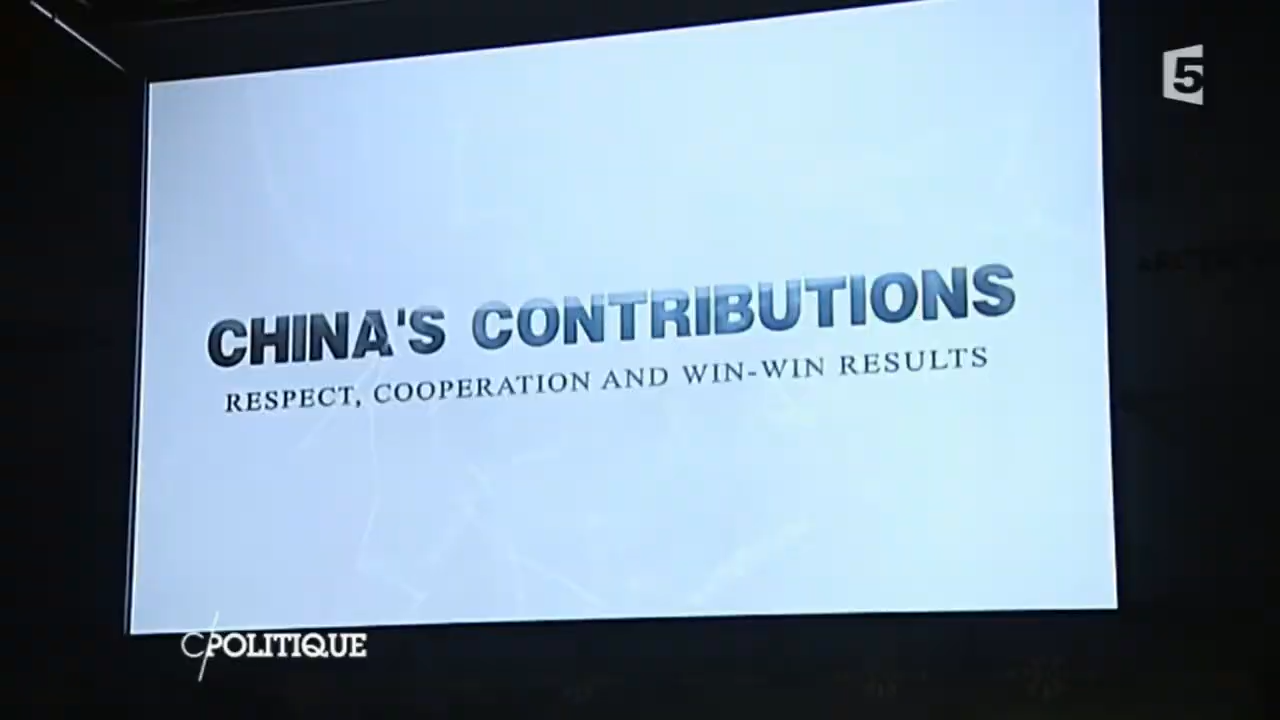 5
CHINA'S CONTRIBUTIONS
RESPECT, COOPERATION AND WIN-WIN RESULTS
C/POLITIQUE